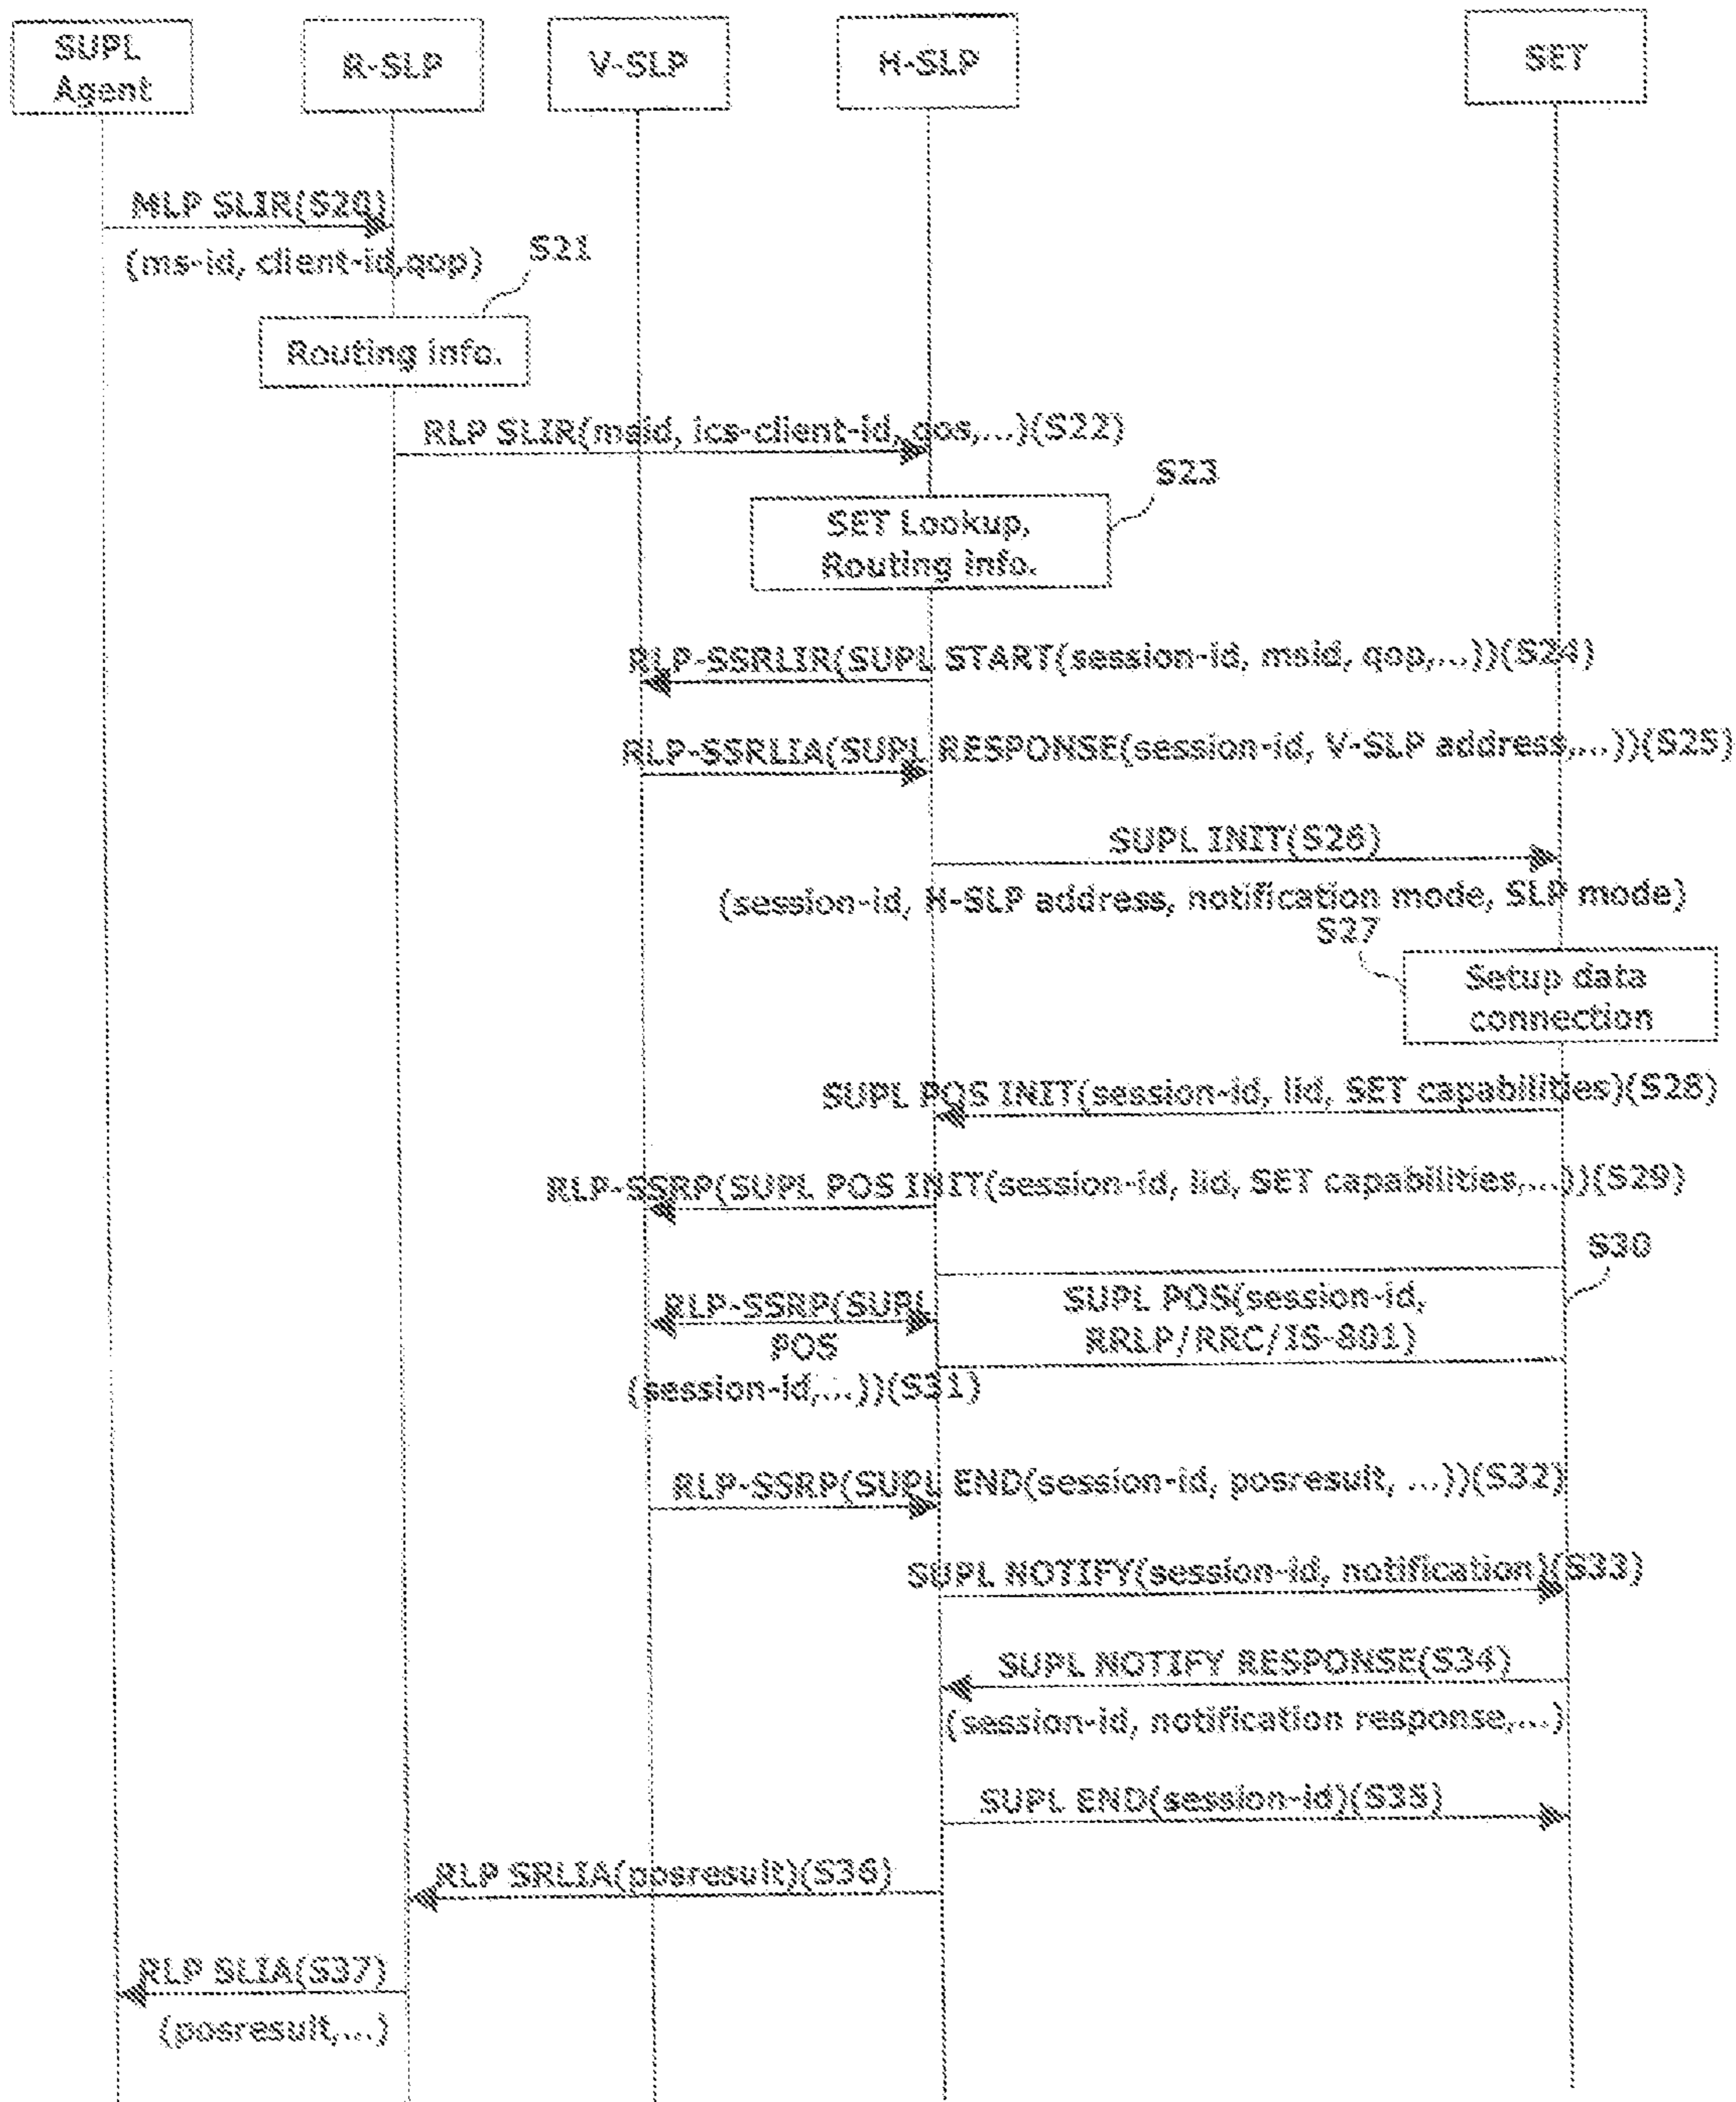 SUPL
Agent
R-SLP
V-SLP
H-SLP
SET
MLP SLIR(S20)
(ms-id, client-id,qop)
S21
Routing info.
RLP SLIR(msid, ics-client-id, qos,...)(S22)
S23
SET Lookup,
Routing info.
RLP-SSRLIR(SUPL START(session-id, msid, qop,...))(S24)
RLP-SSRLIA(SUPL RESPONSE(session-id, V-SLP address,...))(S25)
SUPL INIT(S26)
(session-id, H-SLP address, notification mode, SLP mode)
S27
Setup data
connection
SUPL POS INIT(session-id, lid, SET capabilities)(S28)
RLP-SSRP(SUPL POS INIT(session-id, lid, SET capabilities,...))(S29)
S30
RLP-SSRP(SUPL
POS
(session-id,...))(S31)
SUPL POS(session-id,
RRLP/RRC/IS-801)
RLP-SSRP(SUPL END(session-id, posresult, ...))(S32)
SUPL NOTIFY(session-id, notification)(S33)
SUPL NOTIFY RESPONSE(S34)
(session-id, notification response,...)
SUPL END(session-id)(S35)
RLP SRLIA(posresult)(S36)
RLP SLIA(S37)
(posresult,...)